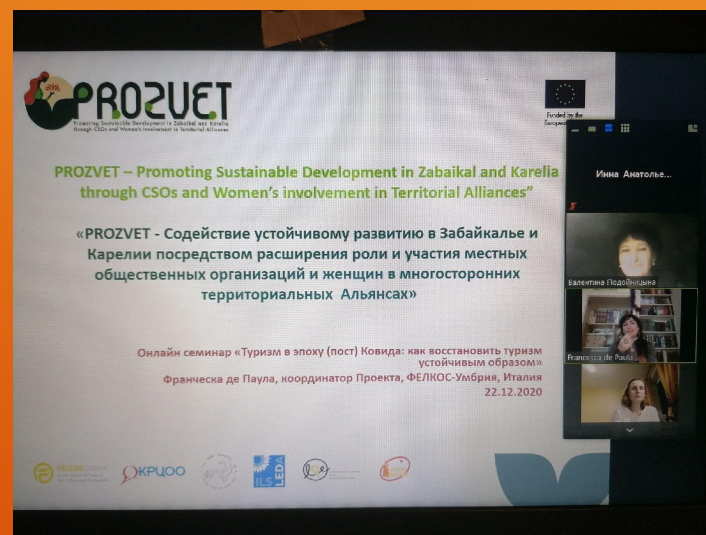 PROZVET
Promoting Sustainable Development in Zabaikal and Karelia
through CSOs and Women's Involvement in Territorial Alliances
Funded by the
PROZVET – Promoting Sustainable Development in Zabaikal and Karelia
through CSOs and Women's involvement in Territorial Alliances"
«PROZVET - Содействие устойчивому развитию в Забайкалье и
Карелии посредством расширения роли и участия местных
общественных организаций и женщин в многосторонних
территориальных Альянсах»
Онлайн семинар «Туризм в эпоху (пост) Ковида: как восстановить туризм
устойчивым образом»
Франческа де Паула, координатор Проекта, ФЕЛКОС-Умбрия, Италия
22.12.2020
Инна Анатолье...
Валентина Подойницына
Francesca de Paula
КРЦОО
ILS
LEDA